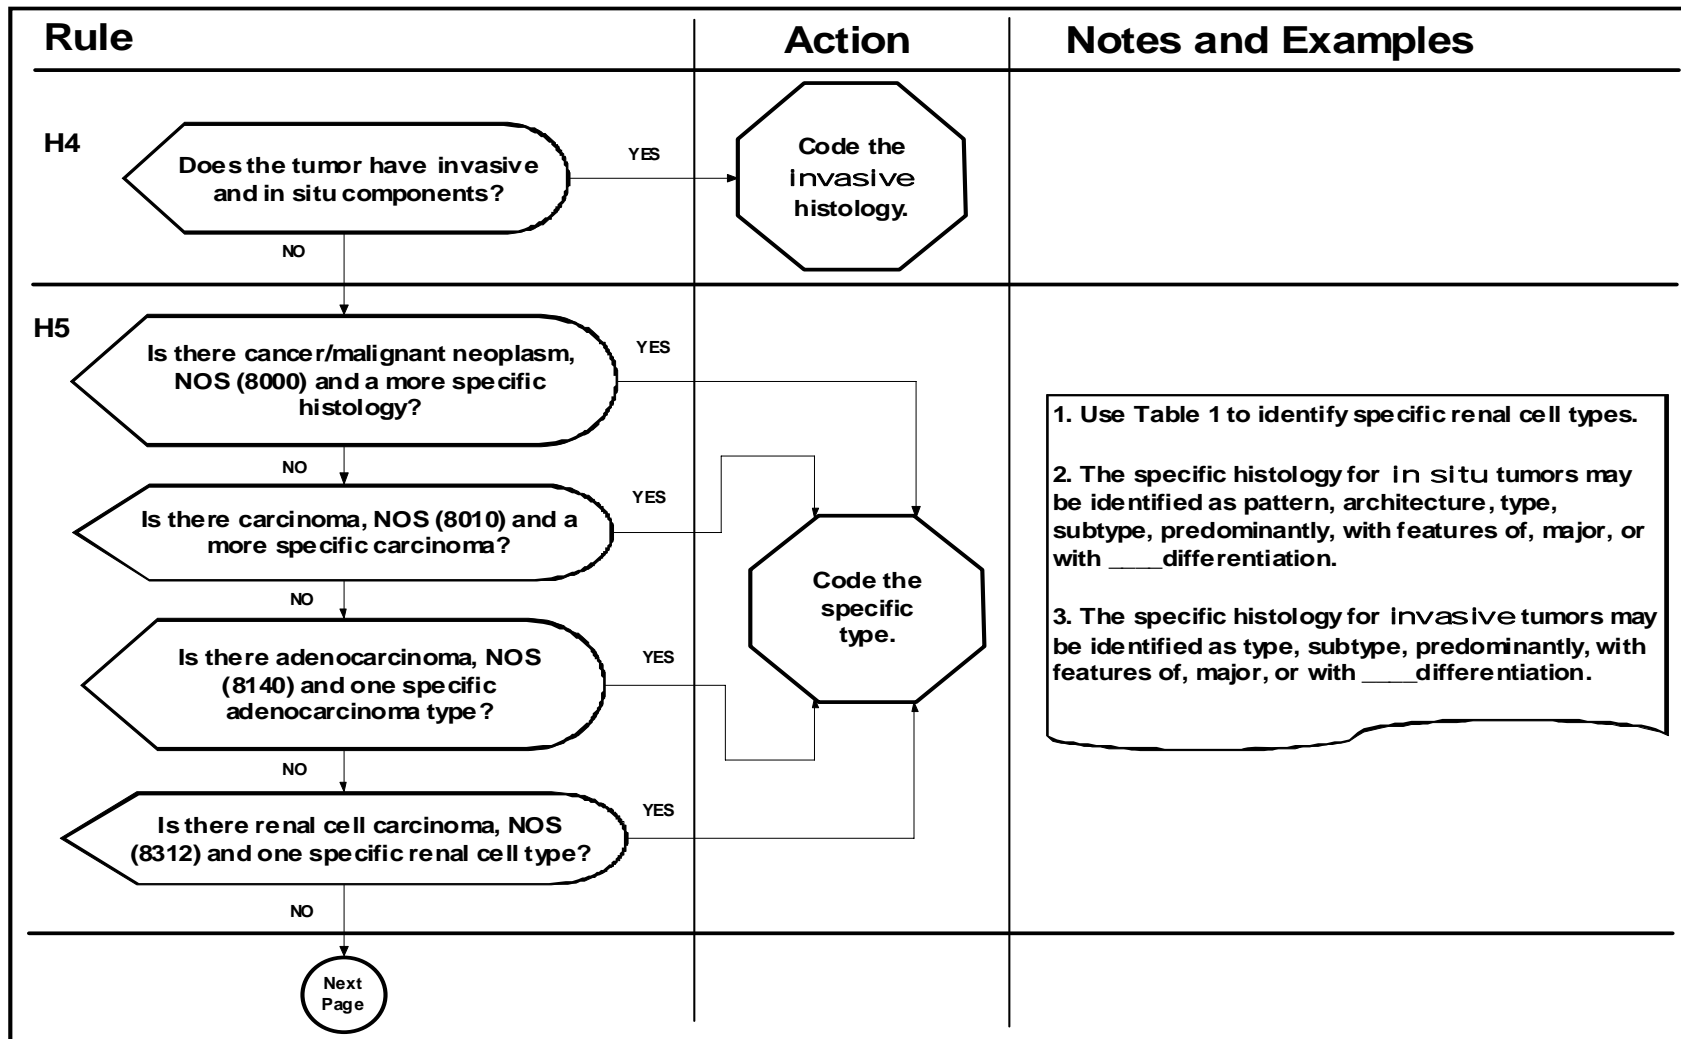 Rule
Action
Notes and Examples
H4
Does the tumor have invasive
and in situ components?
YES
Code the
invasive
histology.
NO
H5
Is there cancer/malignant neoplasm,
NOS (8000) and a more specific
histology?
YES
NO
Is there carcinoma, NOS (8010) and a
more specific carcinoma?
YES
NO
Is there adenocarcinoma, NOS
(8140) and one specific
adenocarcinoma type?
YES
NO
Is there renal cell carcinoma, NOS
(8312) and one specific renal cell type?
YES
NO
Code the
specific
type.
1. Use Table 1 to identify specific renal cell types.
2. The specific histology for in situ tumors may
be identified as pattern, architecture, type,
subtype, predominantly, with features of, major, or
with ____differentiation.
3. The specific histology for invasive tumors may
be identified as type, subtype, predominantly, with
features of, major, or with ____differentiation.
Next
Page